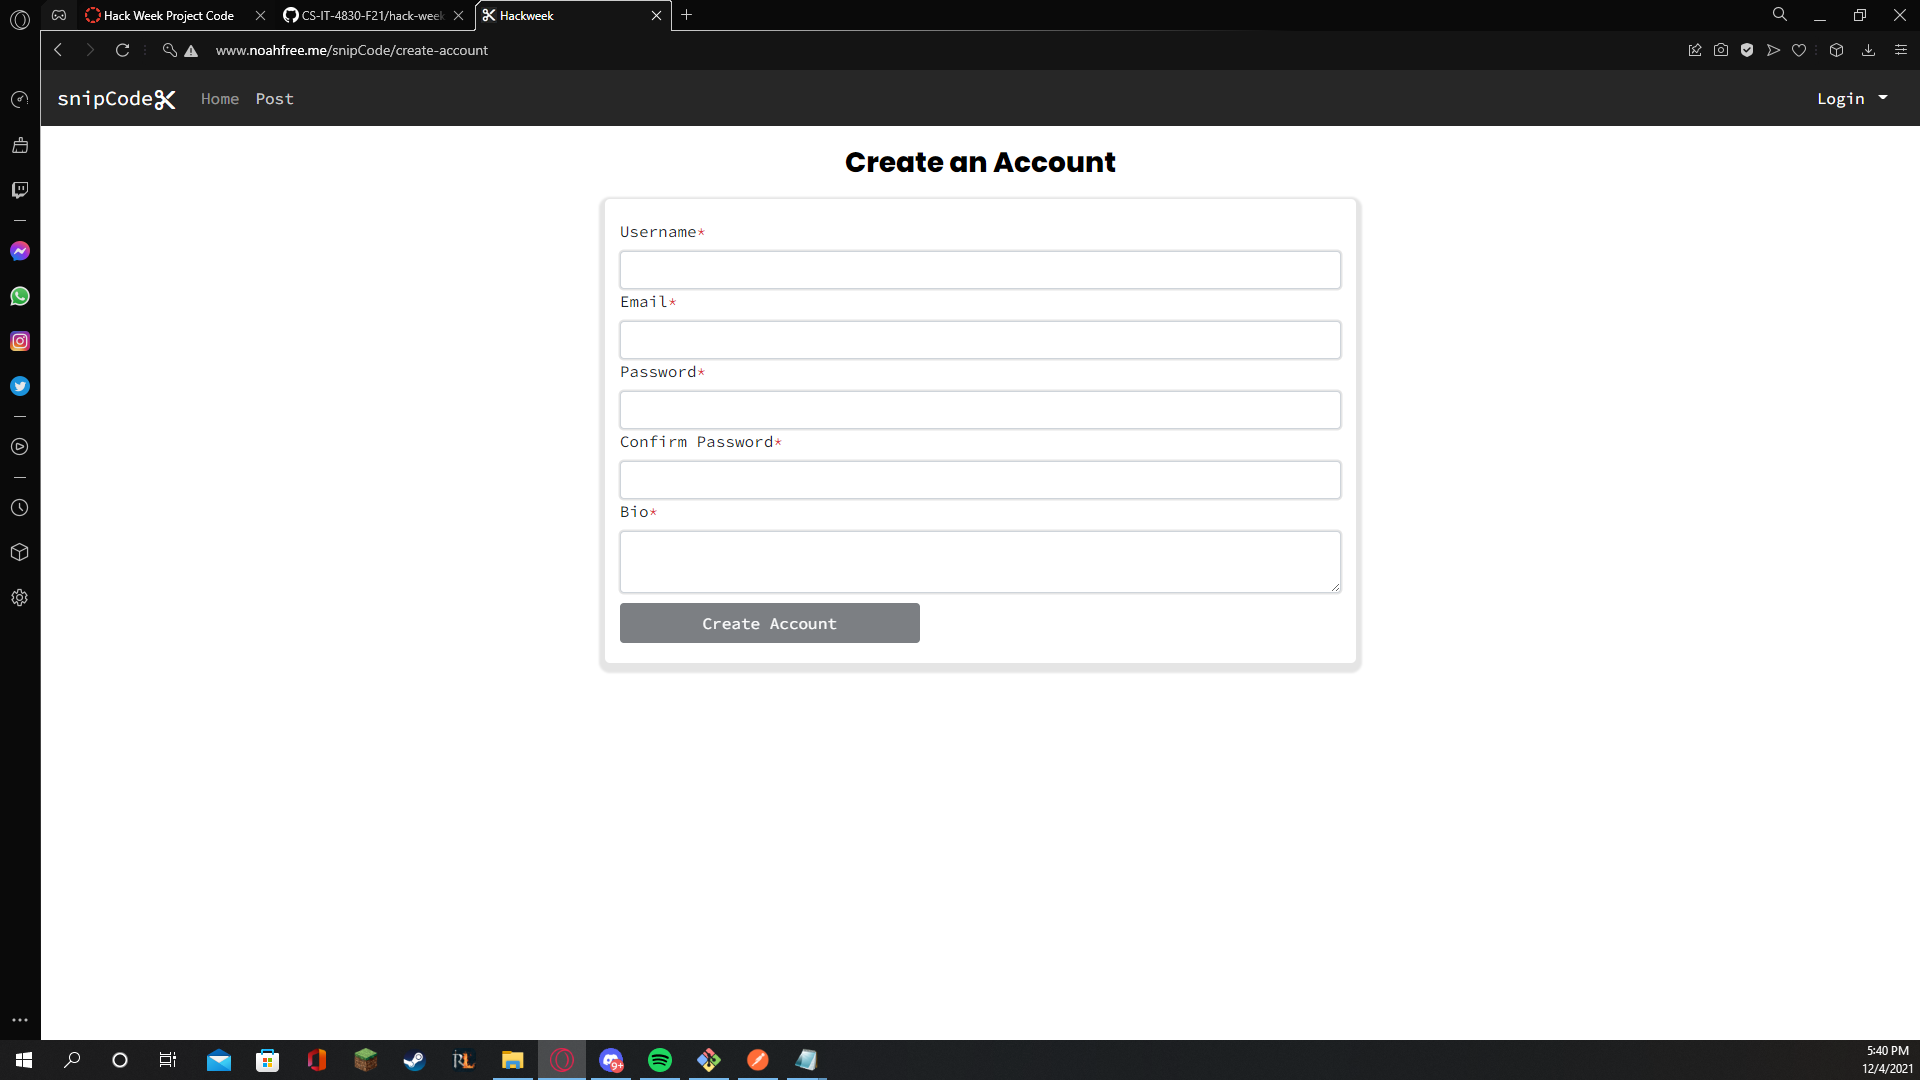 Hack Week Project Code
CS-IT-4830-F21/hack-week
Hackweek
www.noahfree.me/snipCode/create-account
snipCode Home Post Login
Create an Account
Username*
Email*
Password*
Confirm Password*
Bio*
Create Account
RL
9+
5:40 PM
12/4/2021